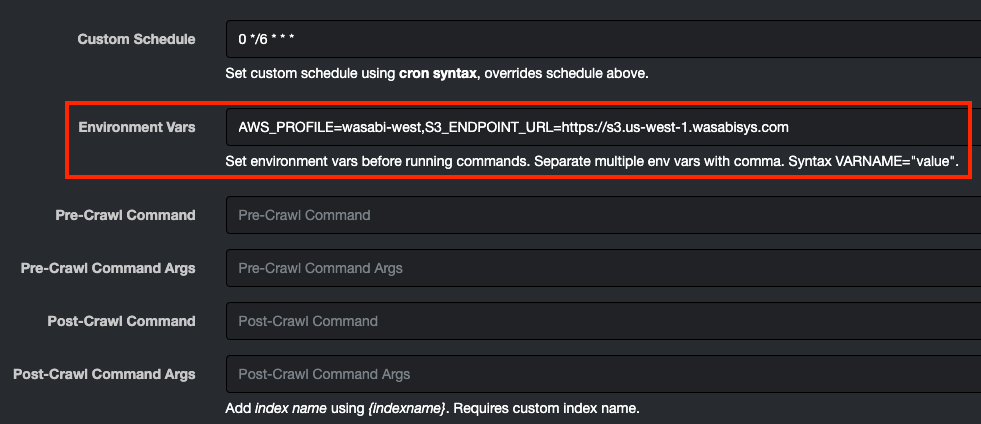 Custom Schedule
0 */6 * * *
Set custom schedule using cron syntax, overrides schedule above.
Environment Vars
AWS_PROFILE=wasabi-west,S3_ENDPOINT_URL=https://s3.us-west-1.wasabisys.com
Set environment vars before running commands. Separate multiple env vars with comma. Syntax VARNAME="value".
Pre-Crawl Command
Pre-Crawl Command
Pre-Crawl Command Args
Pre-Crawl Command Args
Post-Crawl Command
Post-Crawl Command
Post-Crawl Command Args
Post-Crawl Command Args
Add index name using {indexname}. Requires custom index name.